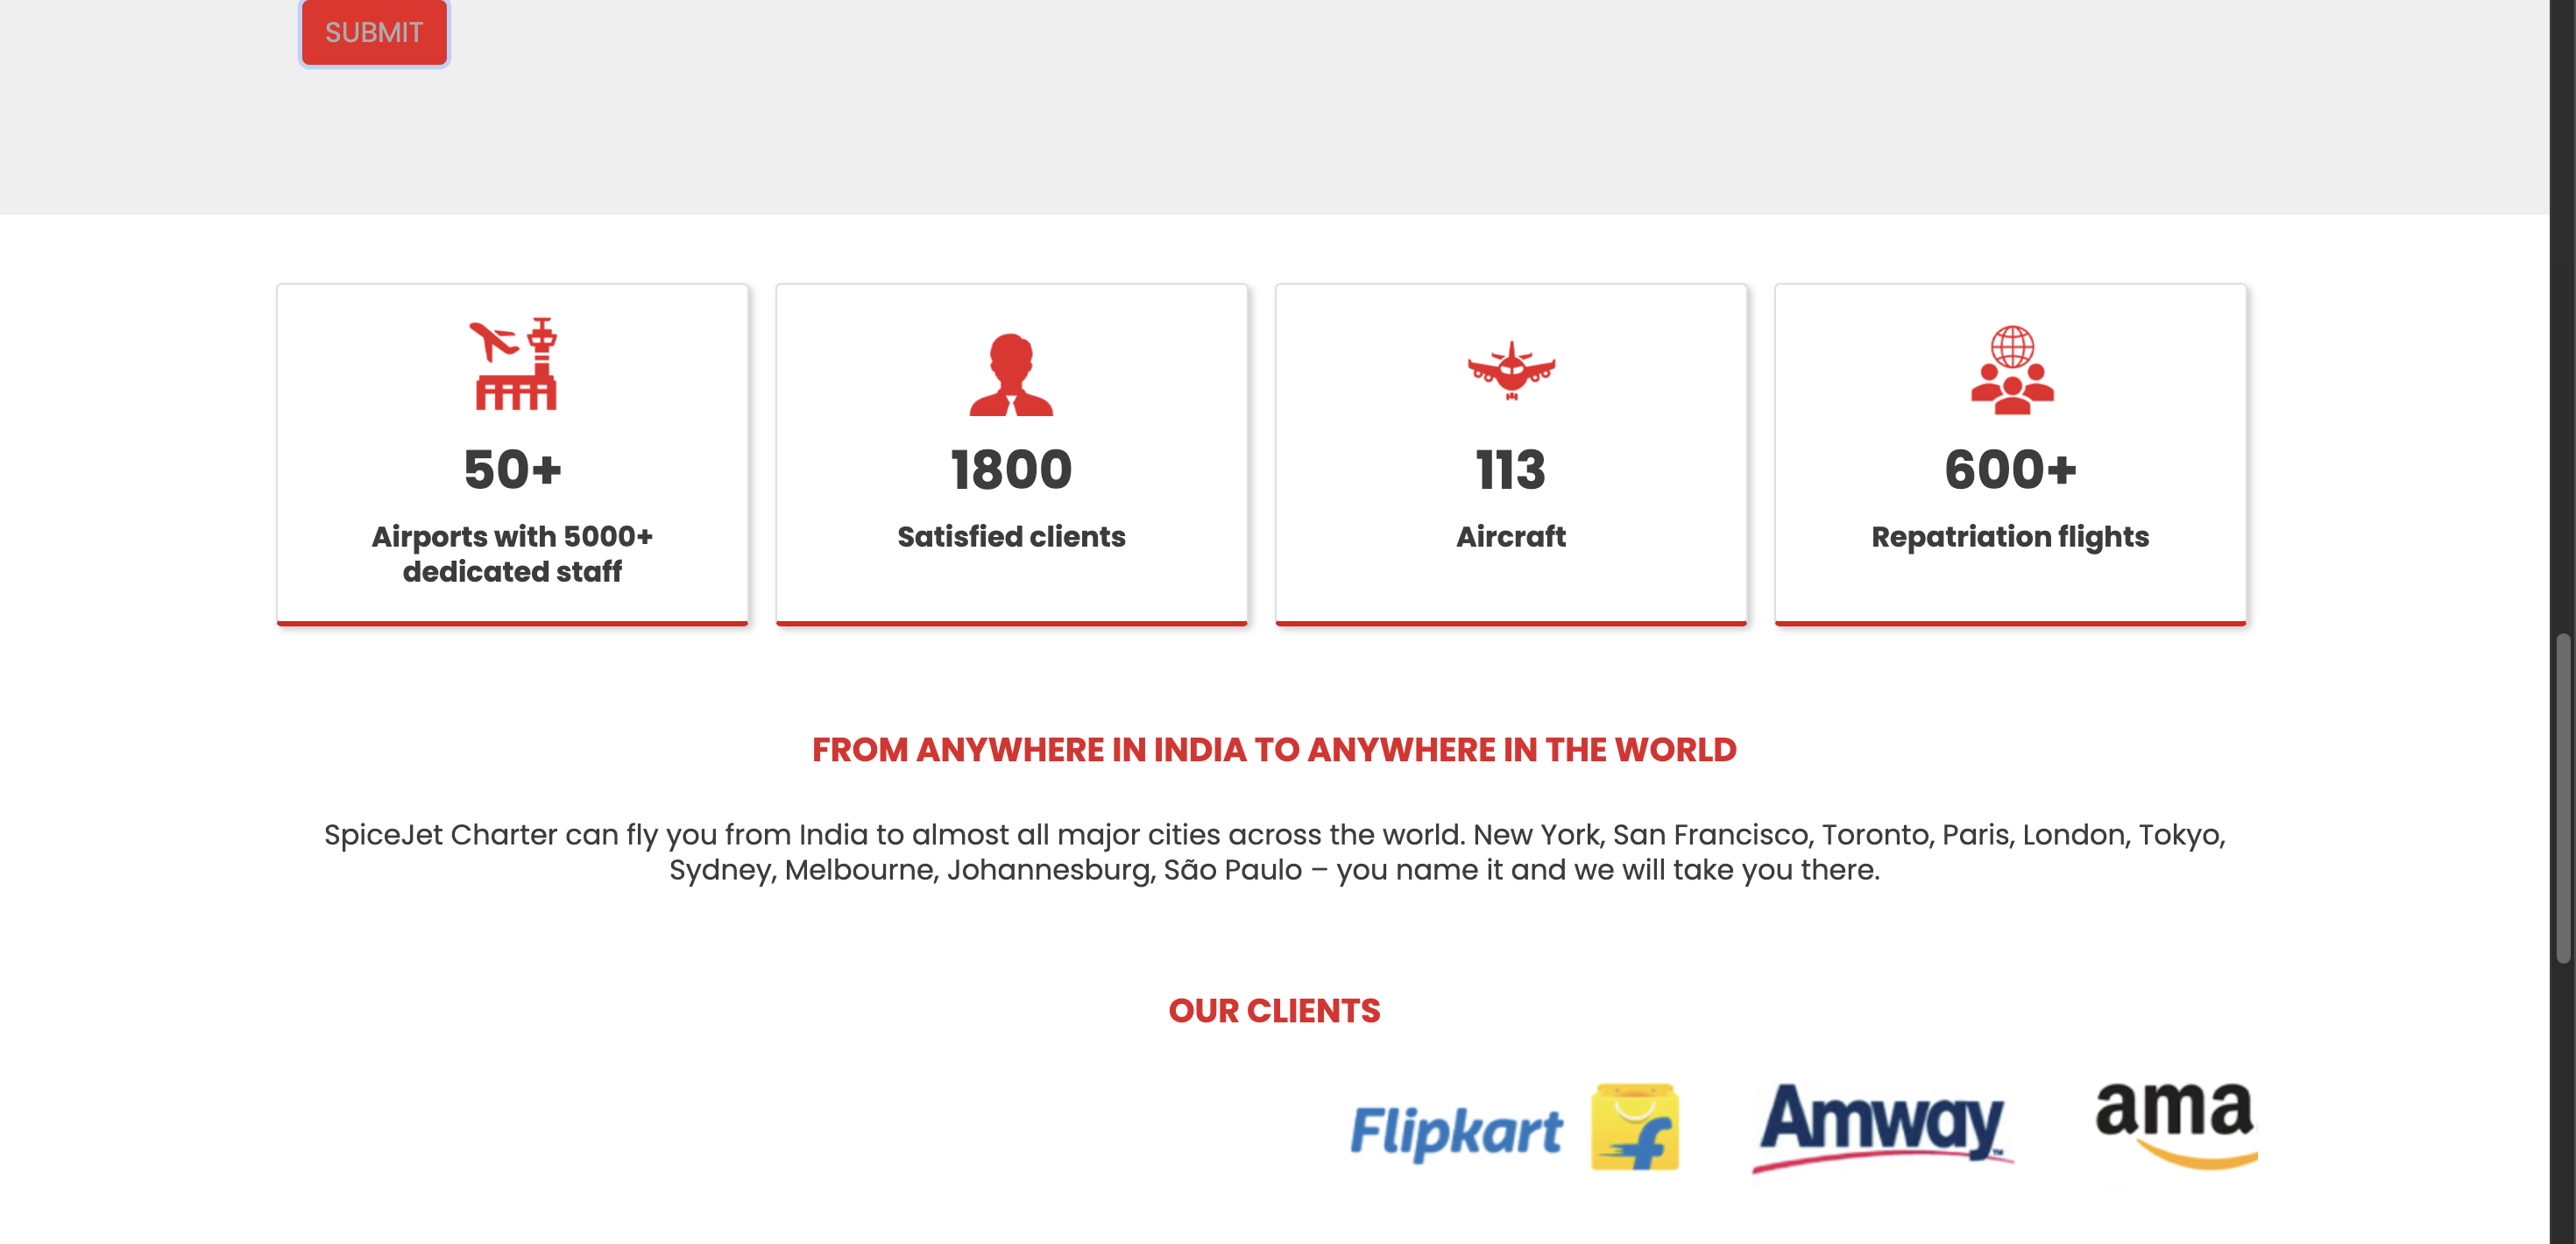 SUBMIT
50+
Airports with 5000+
dedicated staff
1800
Satisfied clients
113
Aircraft
600+
Repatriation flights
FROM ANYWHERE IN INDIA TO ANYWHERE IN THE WORLD
SpiceJet Charter can fly you from India to almost all major cities across the world. New York, San Francisco, Toronto, Paris, London, Tokyo,
Sydney, Melbourne, Johannesburg, São Paulo – you name it and we will take you there.
OUR CLIENTS
Flipkart f Amway™ ama